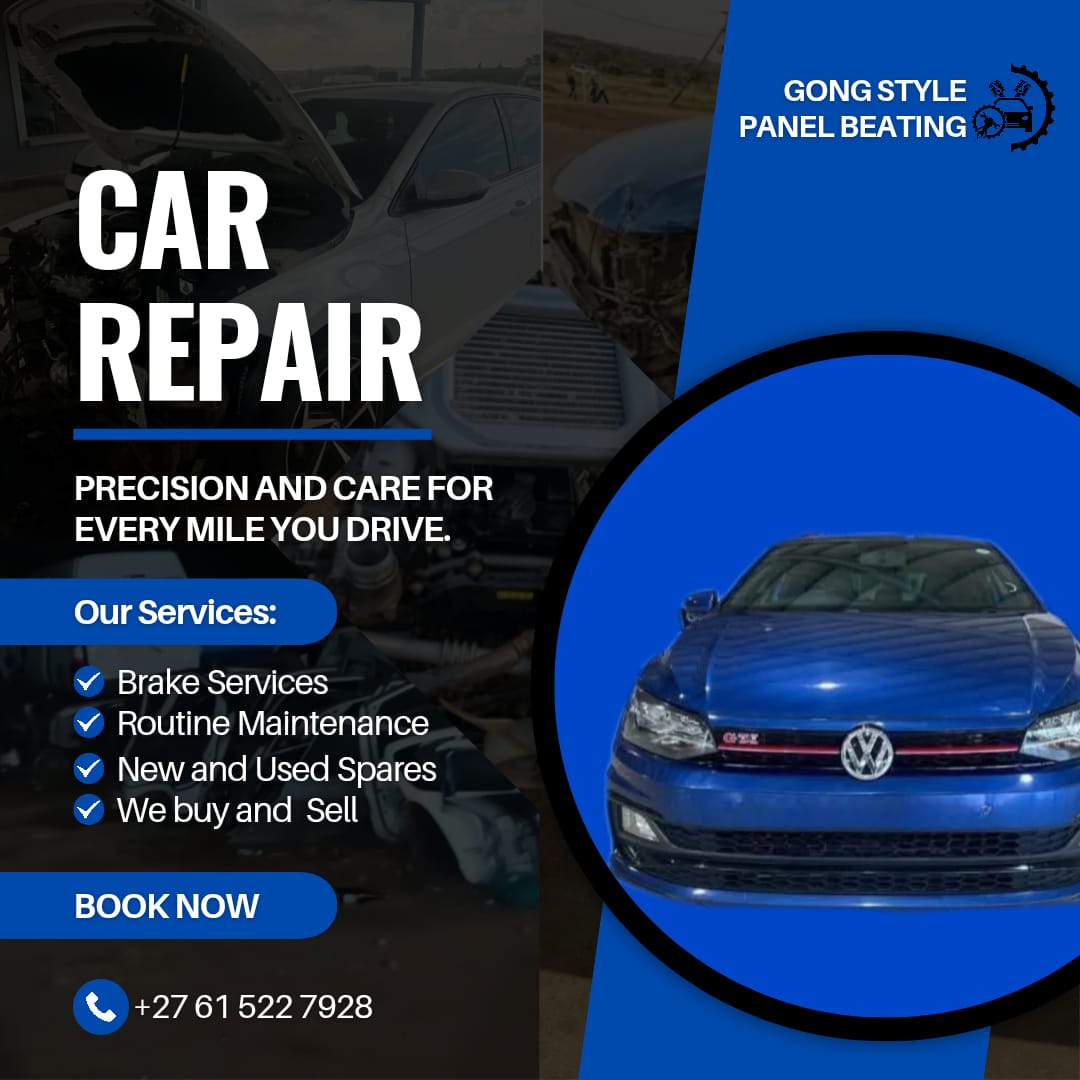 GONG STYLE
PANEL BEATING
CAR
REPAIR
PRECISION AND CARE FOR
EVERY MILE YOU DRIVE.
Our Services:
Brake Services
Routine Maintenance
New and Used Spares
We buy and  Sell
BOOK NOW
+27 61 522 7928
GTI